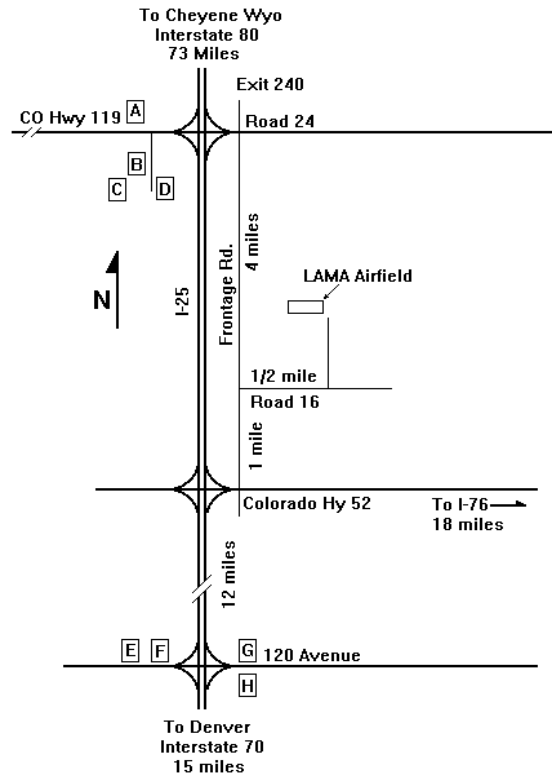 To Cheyene Wyo
Interstate 80
73 Miles
Exit 240
CO Hwy 119
A
Road 24
B
C
D
N
I-25
Frontage Rd.
4 miles
LAMA Airfield
1/2 mile
Road 16
1 mile
Colorado Hy 52
To I-76
18 miles
12 miles
E
F
G
120 Avenue
H
To Denver
Interstate 70
15 miles